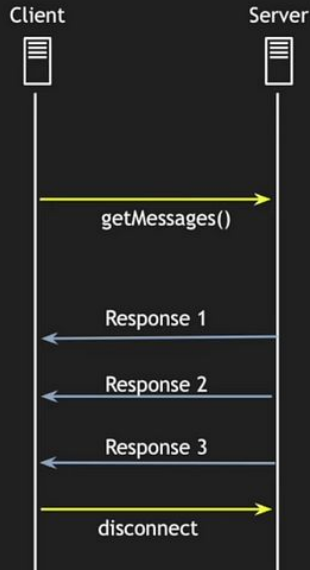 Client
Server
getMessages()
Response 1
Response 2
Response 3
disconnect